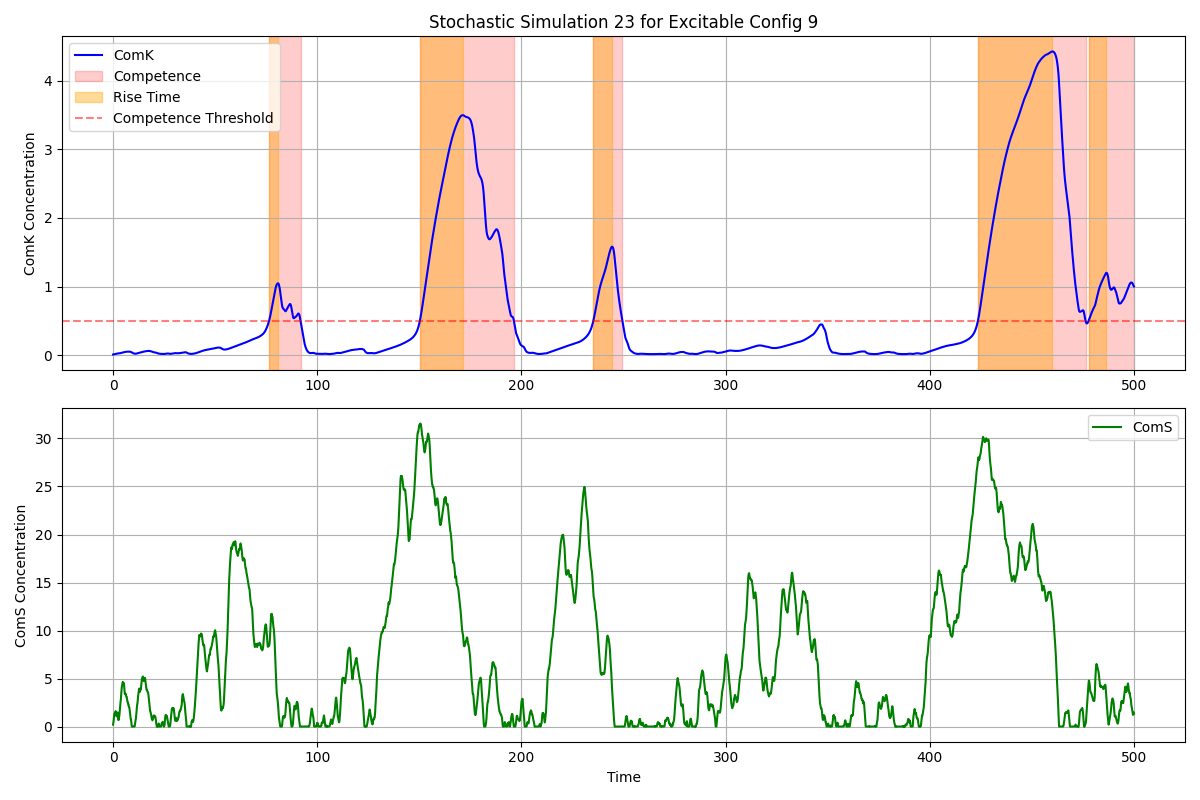 Stochastic Simulation 23 for Excitable Config 9
ComK
Competence
Rise Time
Competence Threshold
ComK Concentration
4
3
2
1
0
0 100 200 300 400 500
ComS
ComS Concentration
30
25
20
15
10
5
0
0 100 200 300 400 500
Time